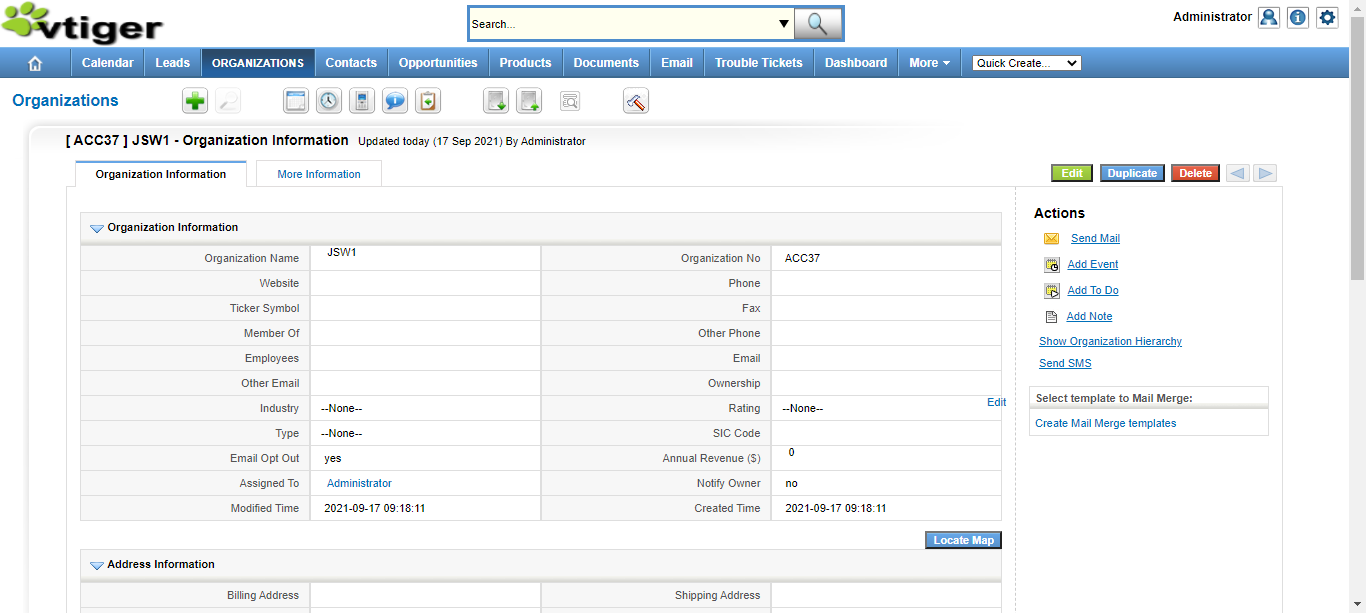 vtiger
Search...
Administrator
Calendar Leads ORGANIZATIONS Contacts Opportunities Products Documents Email Trouble Tickets Dashboard More Quick Create...
Organizations
[ ACC37 ] JSW1 - Organization Information Updated today (17 Sep 2021) By Administrator
Organization Information More Information Edit Duplicate Delete
Organization Information
Organization Name JSW1 Organization No ACC37
Website Phone
Ticker Symbol Fax
Member Of Other Phone
Employees Email
Other Email Ownership
Industry --None-- Rating --None-- Edit
Type --None-- SIC Code
Email Opt Out yes Annual Revenue ($) 0
Assigned To Administrator Notify Owner no
Modified Time 2021-09-17 09:18:11 Created Time 2021-09-17 09:18:11
Locate Map
Address Information
Billing Address Shipping Address
Actions
Send Mail
Add Event
Add To Do
Add Note
Show Organization Hierarchy
Send SMS
Select template to Mail Merge:
Create Mail Merge templates